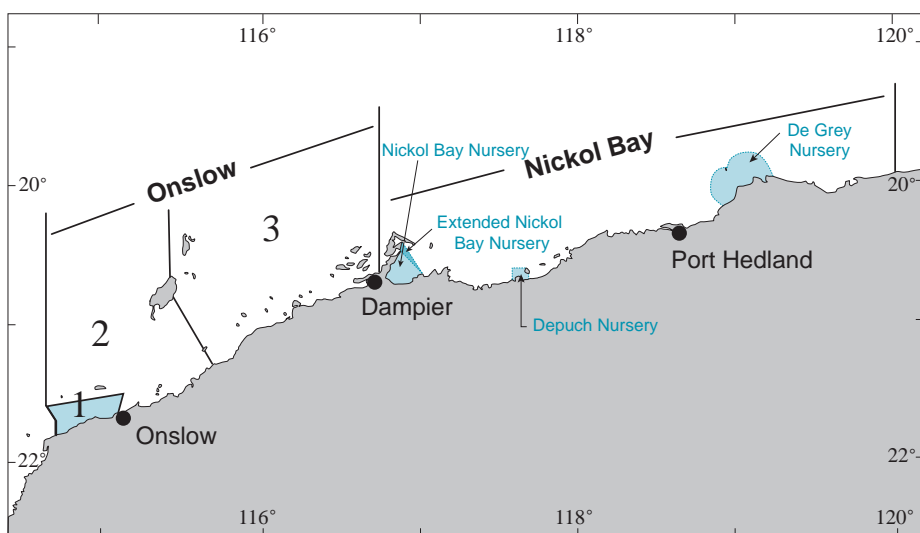 116°
118°
120°
De Grey
Nursery
Nickol Bay
Nickol Bay Nursery
Onslow
20°
20°
3
Extended Nickol
Bay Nursery
Port Hedland
Dampier
Depuch Nursery
2
1
Onslow
22°
22°
116°
118°
120°